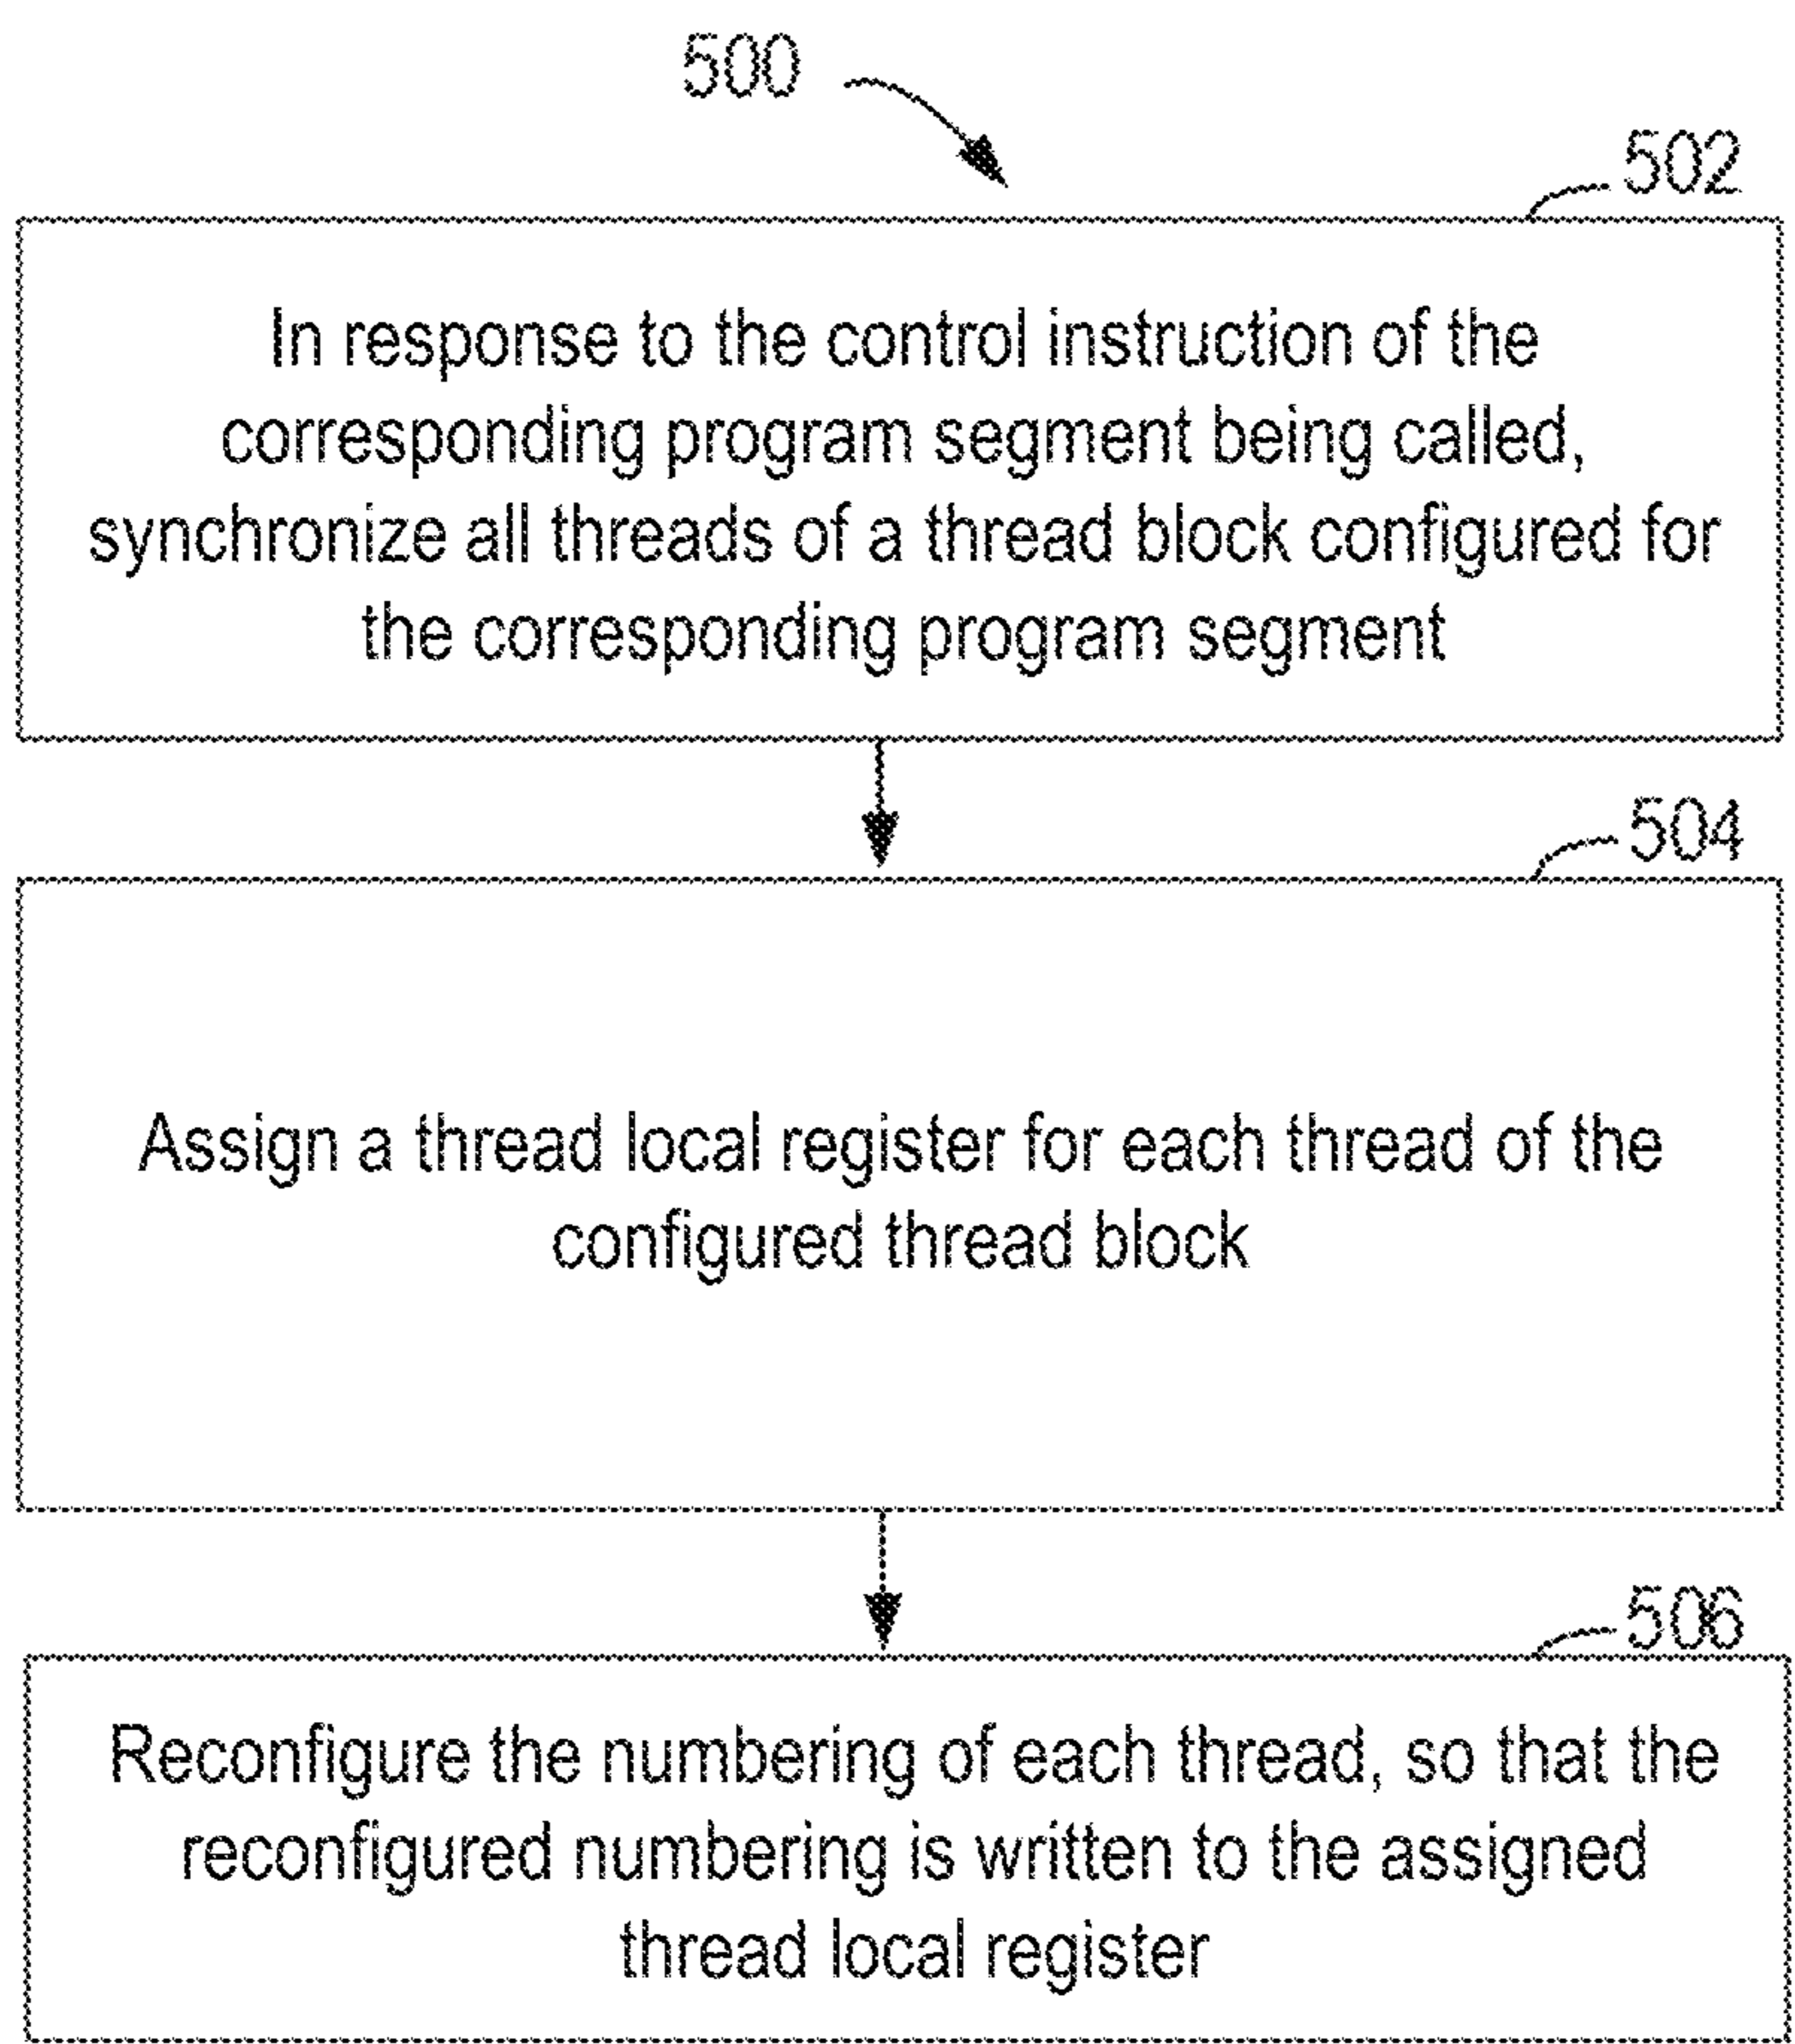 500
502
In response to the control instruction of the
corresponding program segment being called,
synchronize all threads of a thread block configured for
the corresponding program segment
504
Assign a thread local register for each thread of the
configured thread block
506
Reconfigure the numbering of each thread, so that the
reconfigured numbering is written to the assigned
thread local register